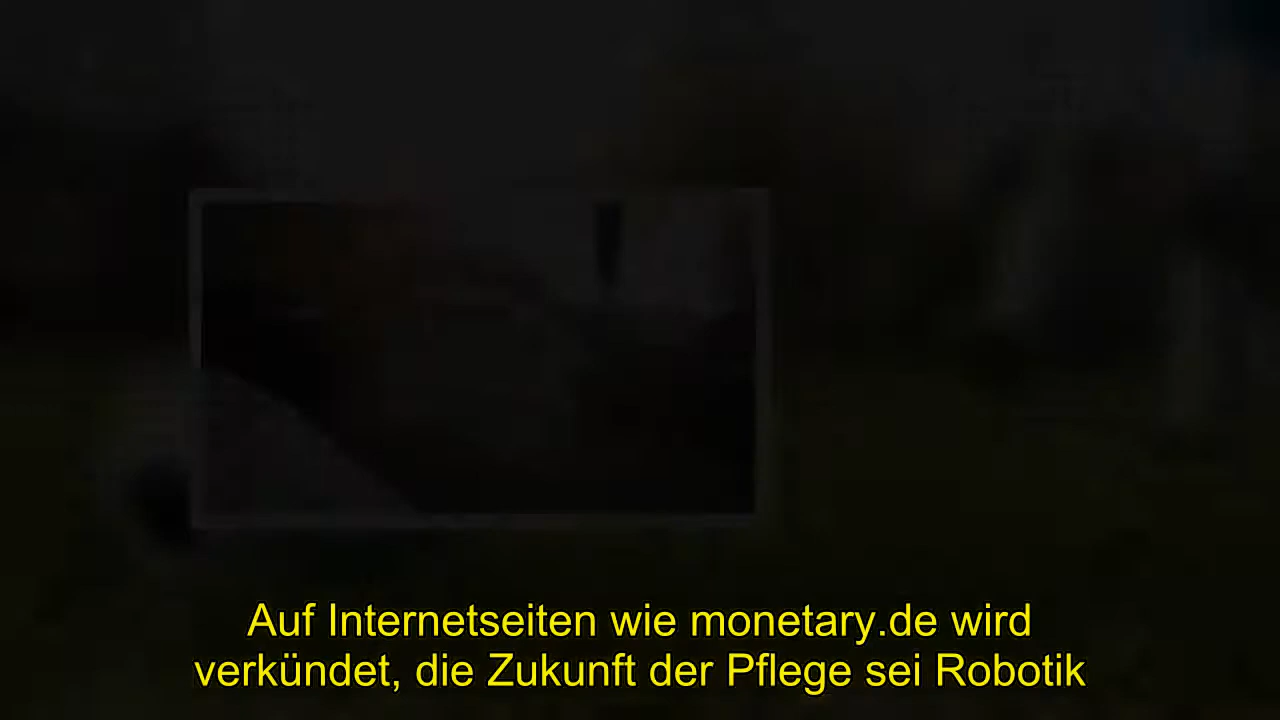 Auf Internetseiten wie monetary.de wird
verkündet, die Zukunft der Pflege sei Robotik